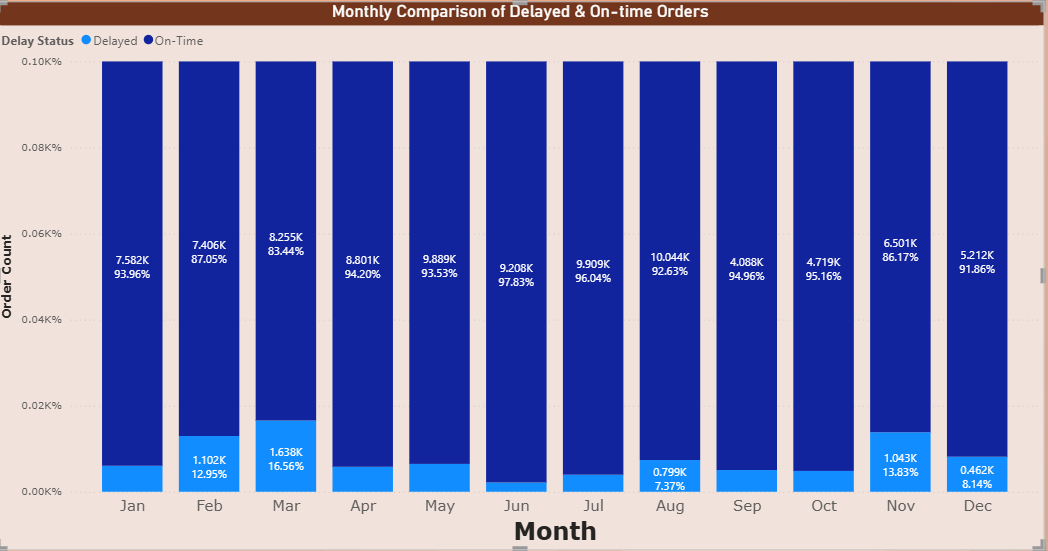 Monthly Comparison of Delayed & On-time Orders
Delay Status Delayed On-Time
Order Count
0.10K%
0.08K%
0.06K%
0.04K%
0.02K%
0.00K%
7.582K
93.96%
7.406K
87.05%
1.102K
12.95%
8.255K
83.44%
1.638K
16.56%
8.801K
94.20%
9.889K
93.53%
9.208K
97.83%
9.909K
96.04%
10.044K
92.63%
0.799K
7.37%
4.088K
94.96%
4.719K
95.16%
6.501K
86.17%
1.043K
13.83%
5.212K
91.86%
0.462K
8.14%
Jan Feb Mar Apr May Jun Jul Aug Sep Oct Nov Dec
Month